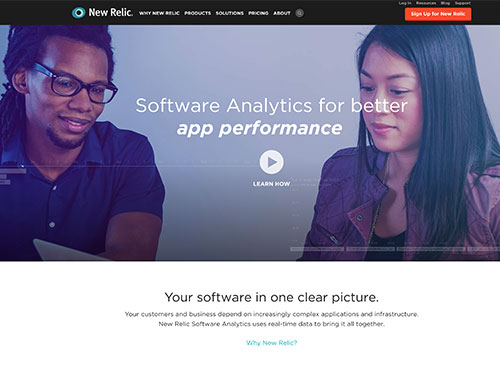 Log In Resources Blog Support
New Relic. WHY NEW RELIC PRODUCTS SOLUTIONS PRICING ABOUT
Sign Up for New Relic
Software Analytics for better
app performance
LEARN HOW
Your software in one clear picture.
Your customers and business depend on increasingly complex applications and infrastructure.
New Relic Software Analytics uses real-time data to bring it all together.
Why New Relic?